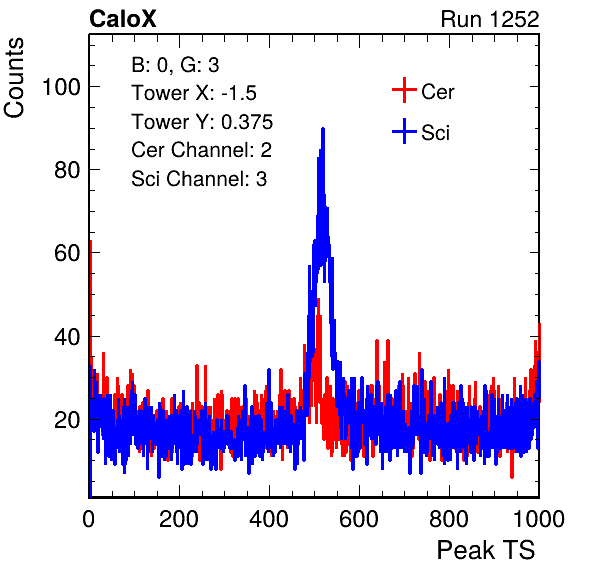 CaloX Run 1252
Counts
B: 0, G: 3
Tower X: -1.5
Tower Y: 0.375
Cer Channel: 2
Sci Channel: 3
Cer
Sci
100
80
60
40
20
0 200 400 600 800 1000
Peak TS